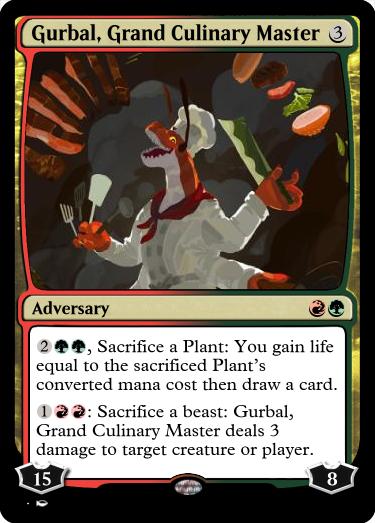 Gurbal, Grand Culinary Master 3
Adversary
2, Sacrifice a Plant: You gain life
equal to the sacrificed Plant's
converted mana cost then draw a card.
1: Sacrifice a beast: Gurbal,
Grand Culinary Master deals 3
damage to target creature or player.
15
8